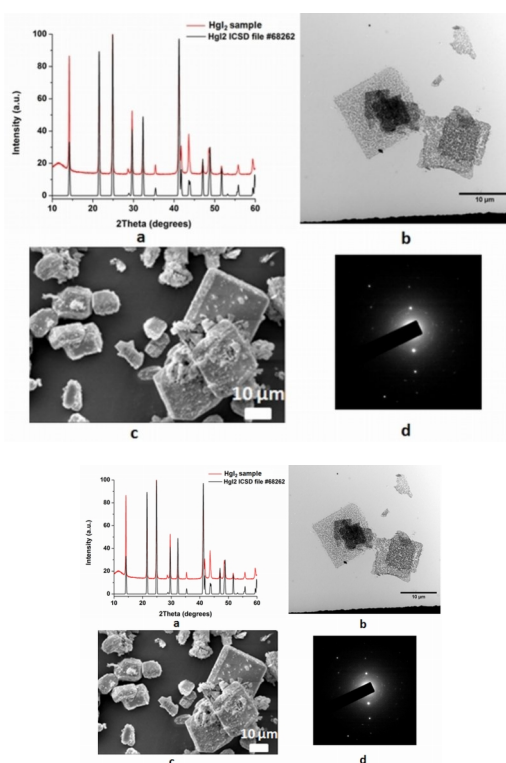 HgI₂ sample
HgI2 ICSD file #68262
Intensity (a.u.)
100
80
60
40
20
0
10 20 30 40 50 60
2Theta (degrees)
a
10 µm
b
10 µm
c
d
HgI₂ sample
HgI2 ICSD file #68262
Intensity (a.u.)
100
80
60
40
20
0
10 20 30 40 50 60
2Theta (degrees)
a
10 µm
b
10 µm
c
d